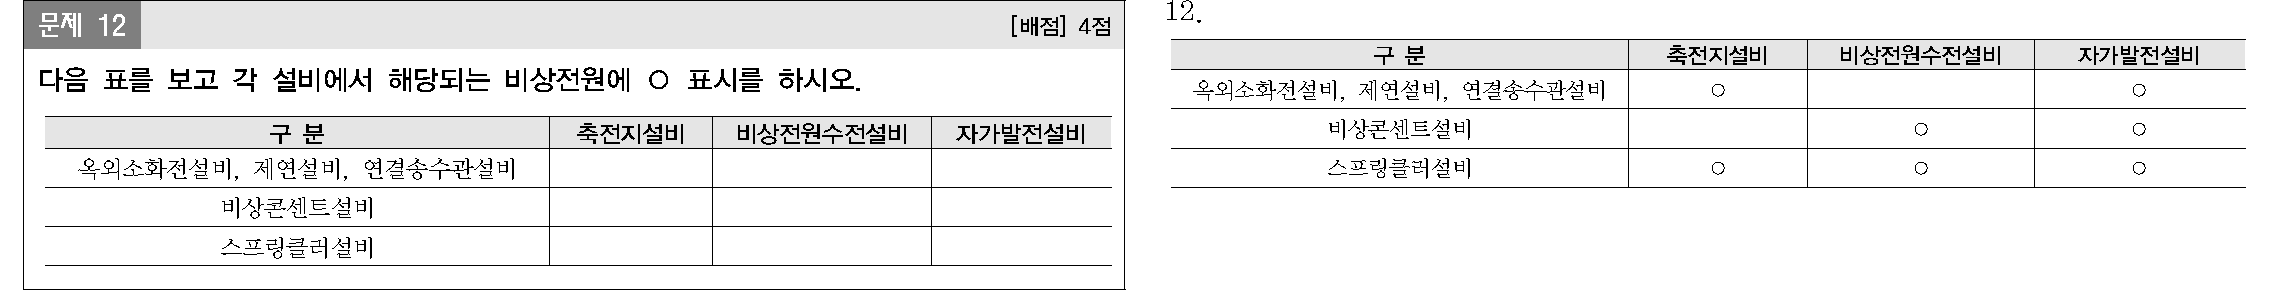 문제 12
[배점] 4점
다음 표를 보고 각 설비에서 해당되는 비상전원에 ○ 표시를 하시오.
구 분 축전지설비 비상전원수전설비 자가발전설비
옥외소화전설비, 제연설비, 연결송수관설비
비상콘센트설비
스프링클러설비
12.
구 분 축전지설비 비상전원수전설비 자가발전설비
옥외소화전설비, 제연설비, 연결송수관설비 ○ ○
비상콘센트설비 ○ ○
스프링클러설비 ○ ○ ○